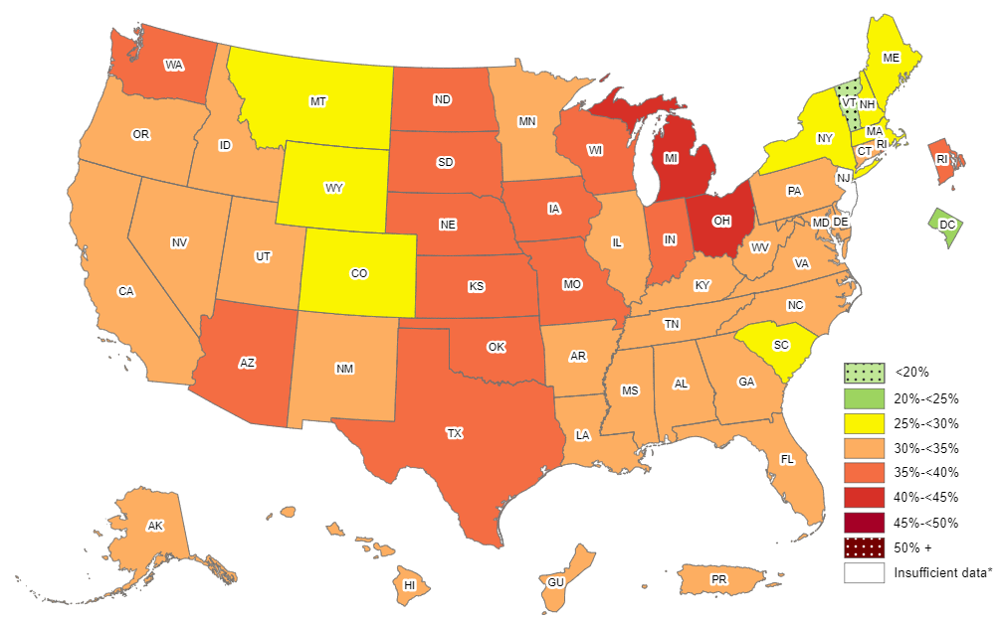 ME
WA
VT
NH
ND
MT
MN
OR
NY
MA
ID
WI
CT
RI
SD
MI
RI
NJ
WY
PA
IA
OH
NE
MD
DE
DC
NV
IL
IN
WV
UT
VA
CO
MO
KS
KY
CA
NC
TN
SC
OK
AR
AZ
NM
<20%
MS
AL
GA
20%-<25%
25%-<30%
TX
LA
30%-<35%
FL
35%-<40%
40%-<45%
AK
45%-<50%
50% +
Insufficient data*
HI
GU
PR